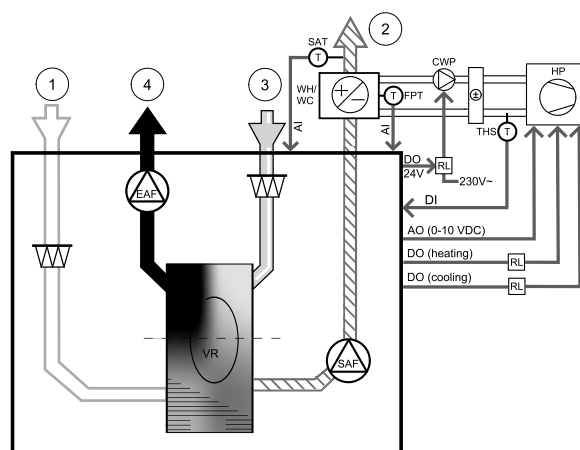 1
4
3
2
SAT
T
WH/
WC
+
−
T
FPT
CWP
±
HP
THS
T
AI
AI
DO
24V
RL
230V~
DI
AO (0-10 VDC)
DO (heating)
RL
DO (cooling)
RL
EAF
VR
SAF